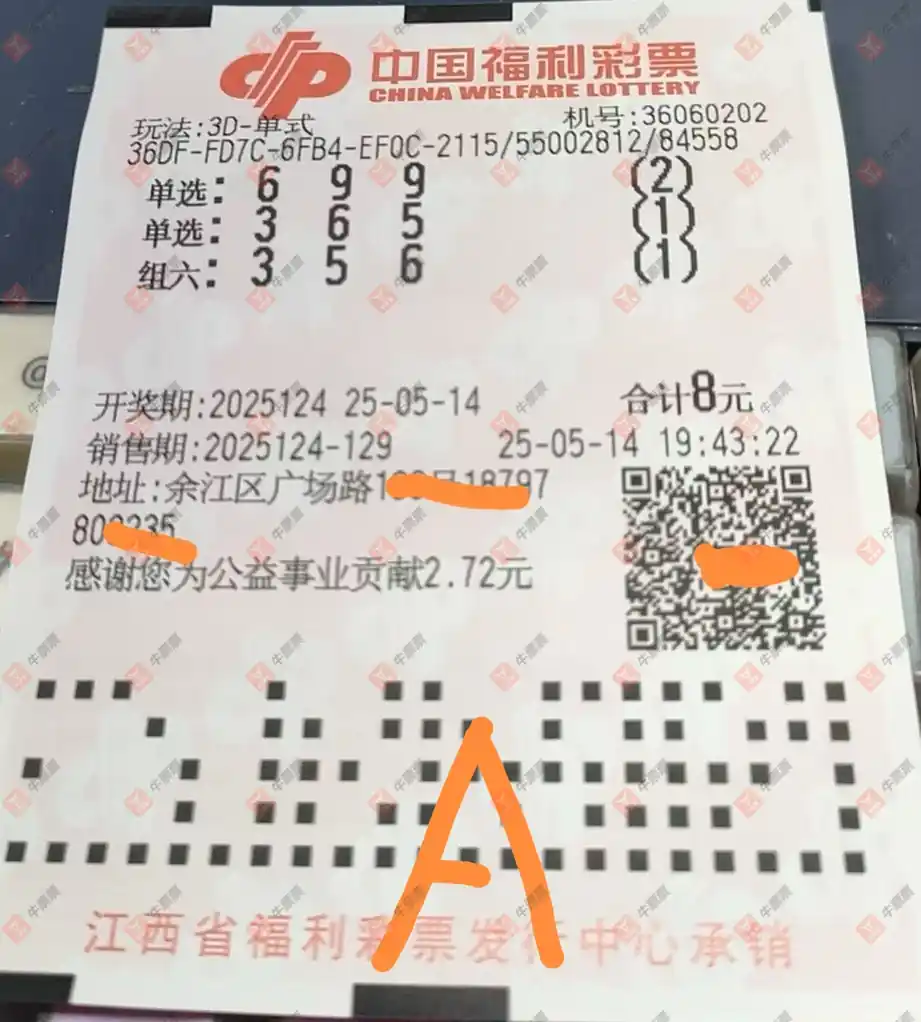 中国福利彩票
CHINA WELFARE LOTTERY
玩法:3D-单式 机号:36060202
36DF-FD7C-6FB4-EF0C-2115/55002812/84558
单选: 6 9 9 (2)
单选: 3 6 5 (1)
组六: 3 5 6 (1)
开奖期:2025124 25-05-14 合计8元
销售期:2025124-129 25-05-14 19:43:22
地址:余江区广场路
感谢您为公益事业贡献2.72元
A
江西省福利彩票发行中心承销
牛票票